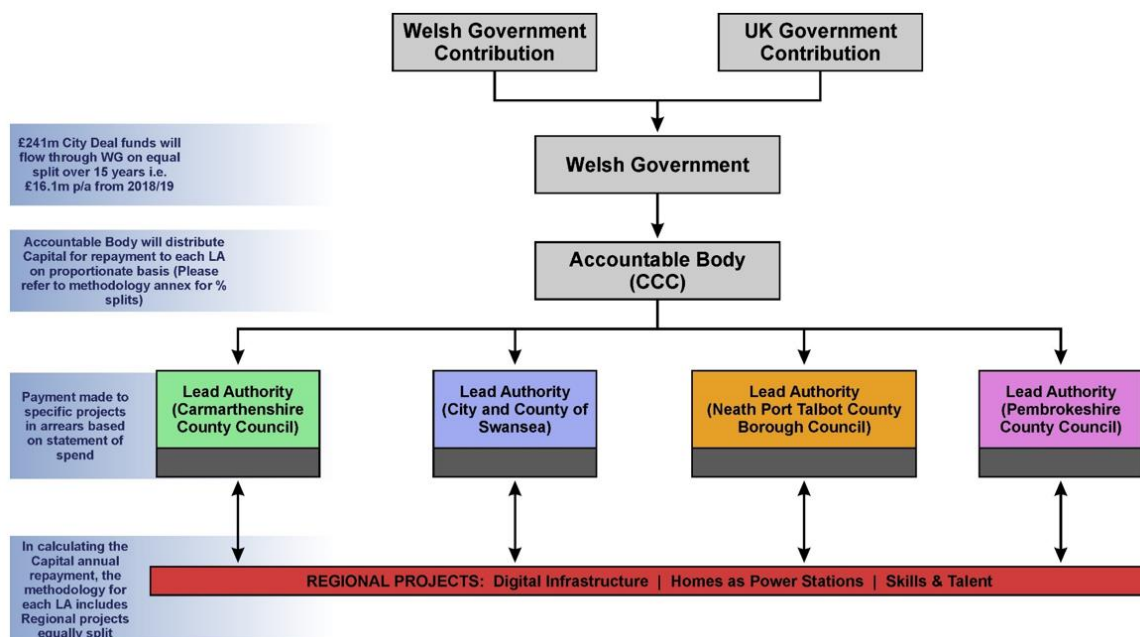 Welsh Government
Contribution
UK Government
Contribution
£241m City Deal funds will
flow through WG on equal
split over 15 years i.e.
£16.1m p/a from 2018/19
Welsh Government
Accountable Body will distribute
Capital for repayment to each LA
on proportionate basis (Please
refer to methodology annex for %
splits)
Accountable Body
(CCC)
Payment made to
specific projects
in arrears based
on statement of
spend
Lead Authority
(Carmarthenshire
County Council)
Lead Authority
(City and County of
Swansea)
Lead Authority
(Neath Port Talbot County
Borough Council)
Lead Authority
(Pembrokeshire
County Council)
In calculating the
Capital annual
repayment, the
methodology for
each LA includes
Regional projects
equally split
REGIONAL PROJECTS: Digital Infrastructure | Homes as Power Stations | Skills & Talent